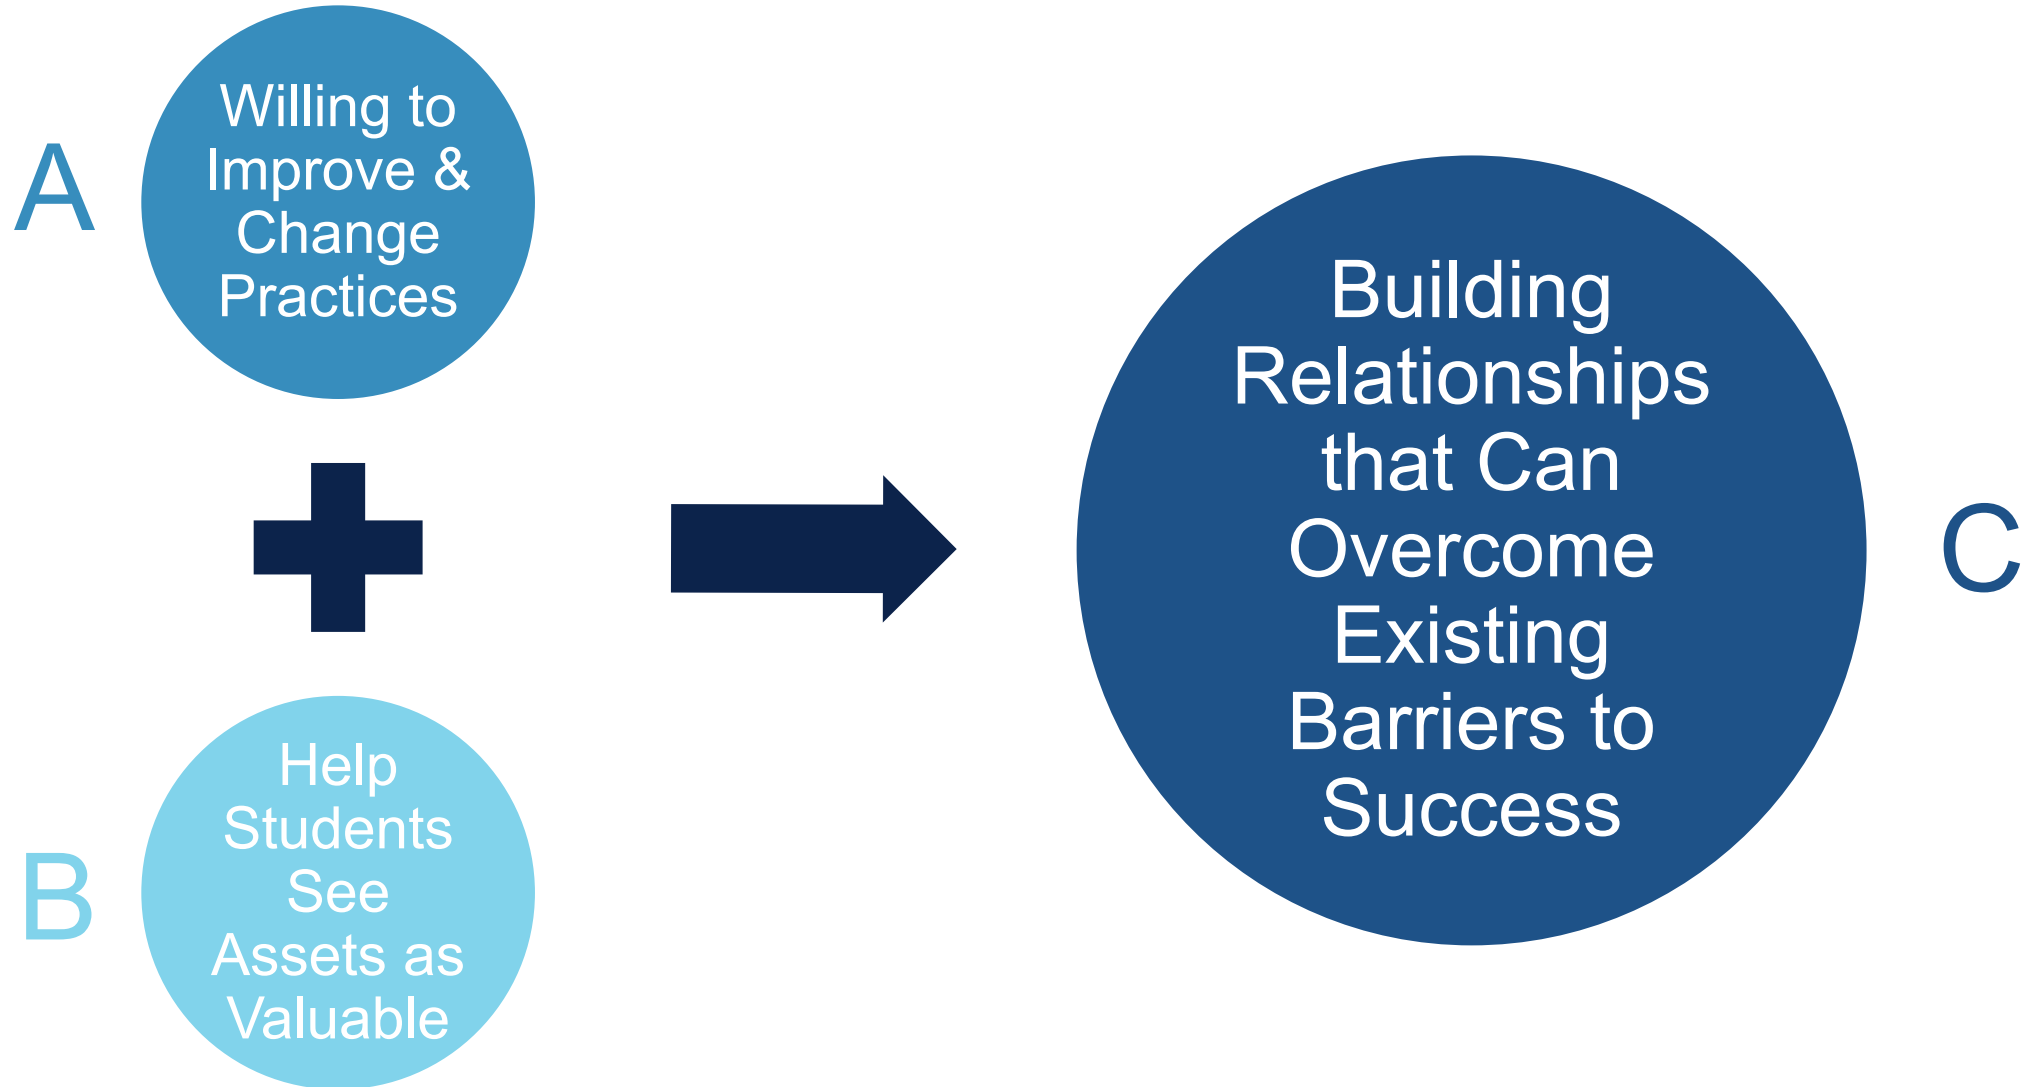 A
Willing to
Improve &
Change
Practices
B
Help
Students
See
Assets as
Valuable
Building
Relationships
that Can
Overcome
Existing
Barriers to
Success
C